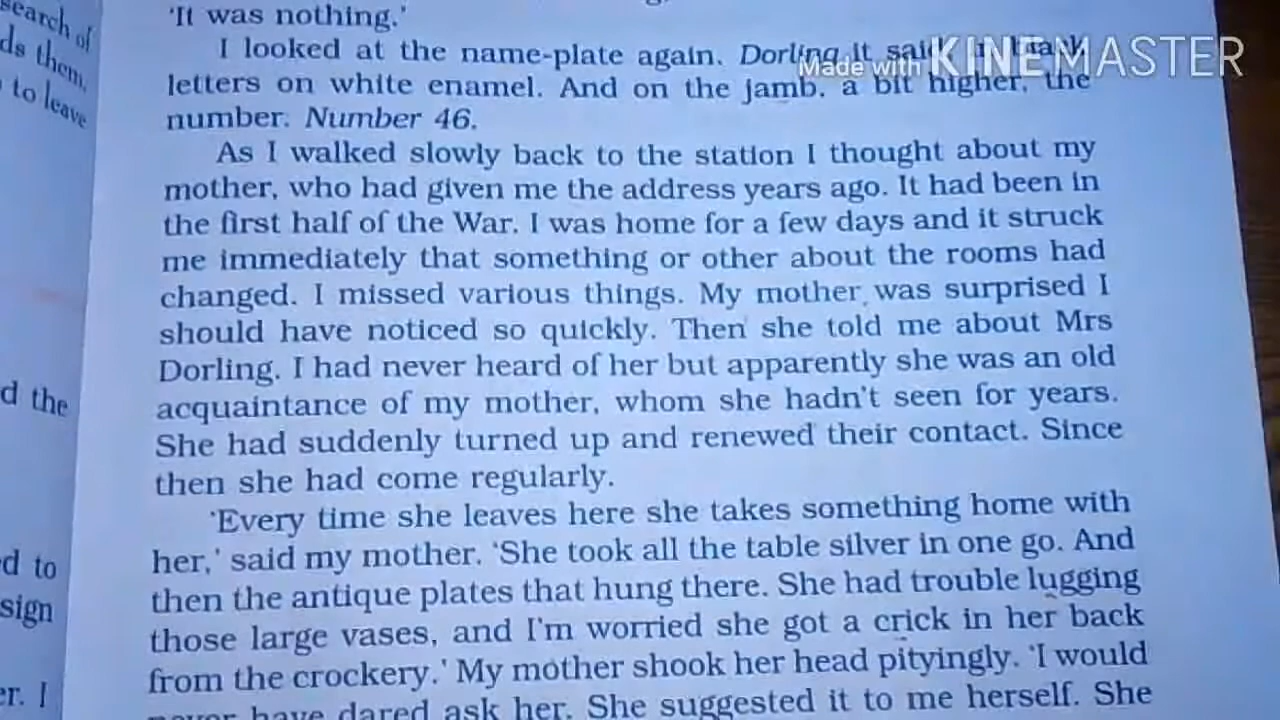 search of
ds them,
to leave
d the
d to
sign
er. I
'It was nothing.'
I looked at the name-plate again. Dorling it said in black
letters on white enamel. And on the jamb, a bit higher, the
number. Number 46.
As I walked slowly back to the station I thought about my
mother, who had given me the address years ago. It had been in
the first half of the War. I was home for a few days and it struck
me immediately that something or other about the rooms had
changed. I missed various things. My mother was surprised I
should have noticed so quickly. Then she told me about Mrs
Dorling. I had never heard of her but apparently she was an old
acquaintance of my mother, whom she hadn't seen for years.
She had suddenly turned up and renewed their contact. Since
then she had come regularly.
'Every time she leaves here she takes something home with
her,' said my mother. 'She took all the table silver in one go. And
then the antique plates that hung there. She had trouble lugging
those large vases, and I'm worried she got a crick in her back
from the crockery.' My mother shook her head pityingly. 'I would
never have dared ask her. She suggested it to me herself. She
Made with KINEMASTER